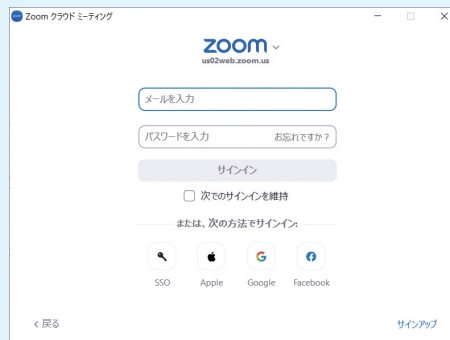 Zoom クラウド ミーティング
zoom
us02web.zoom.us
メールを入力
パスワードを入力 お忘れですか？
サインイン
次でのサインインを維持
または、次の方法でサインイン:
SSO Apple Google Facebook
戻る サインアップ